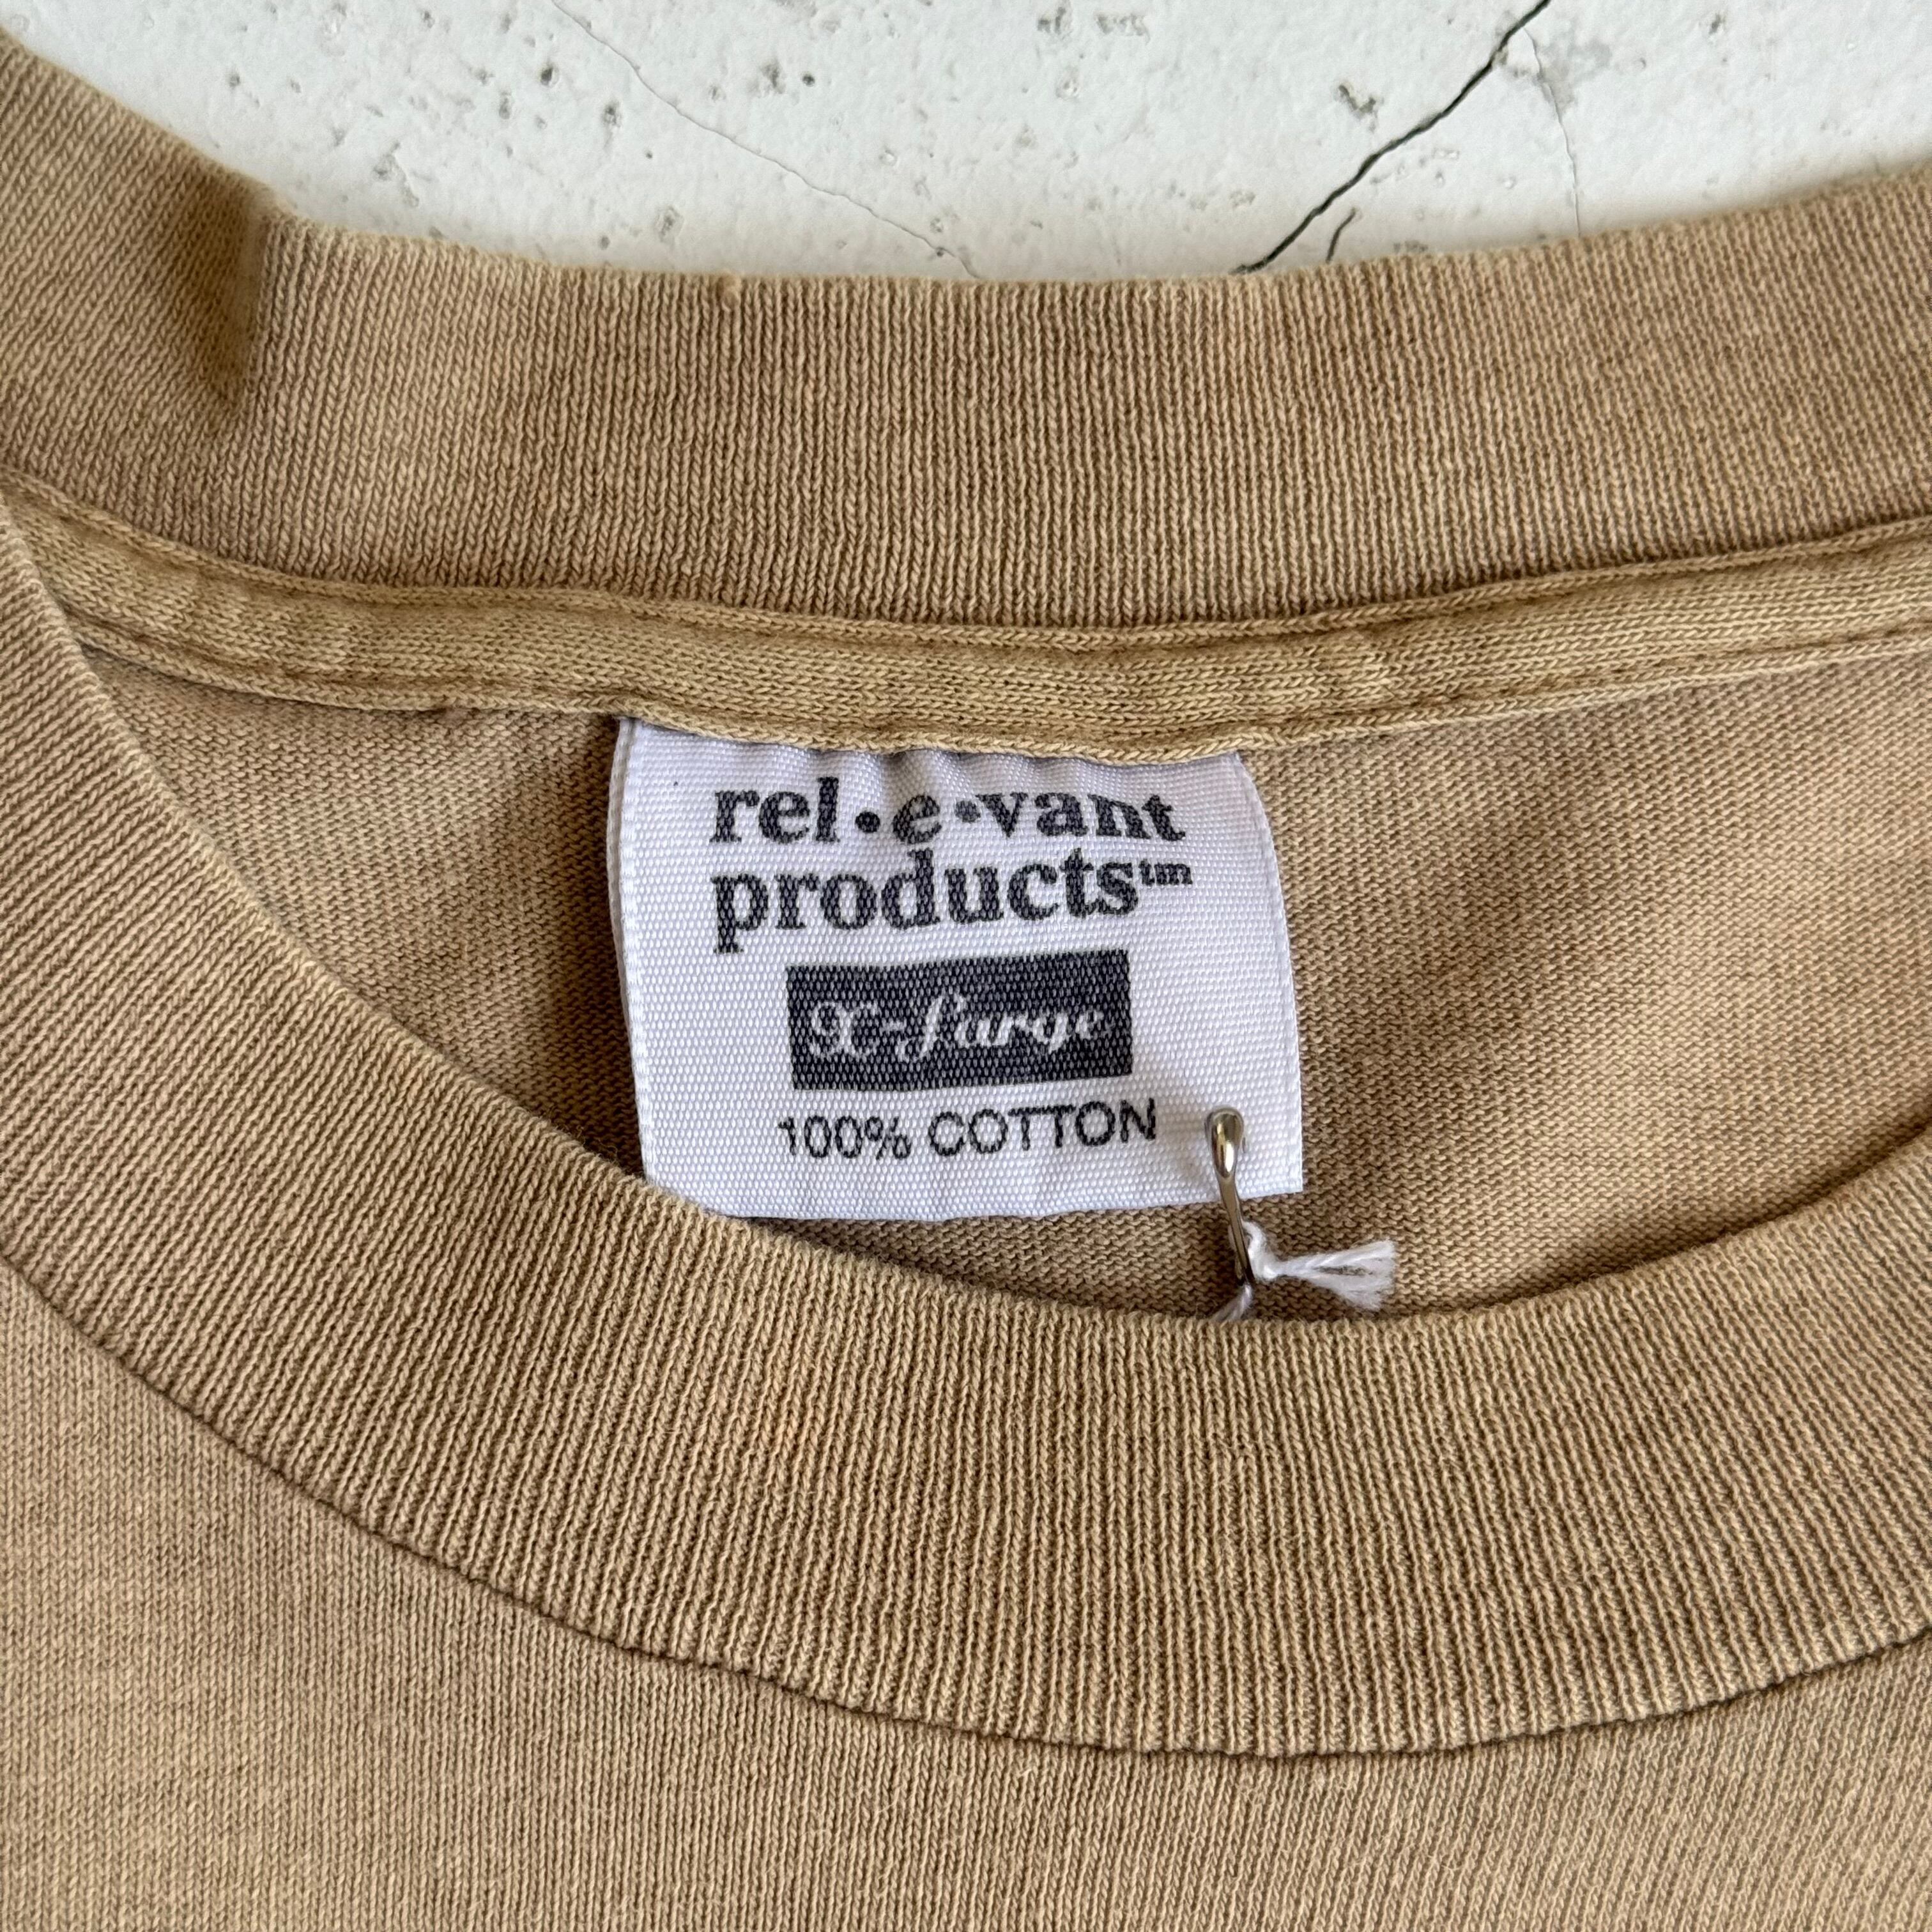 rel•e•vant
products™
X-Large
100% COTTON